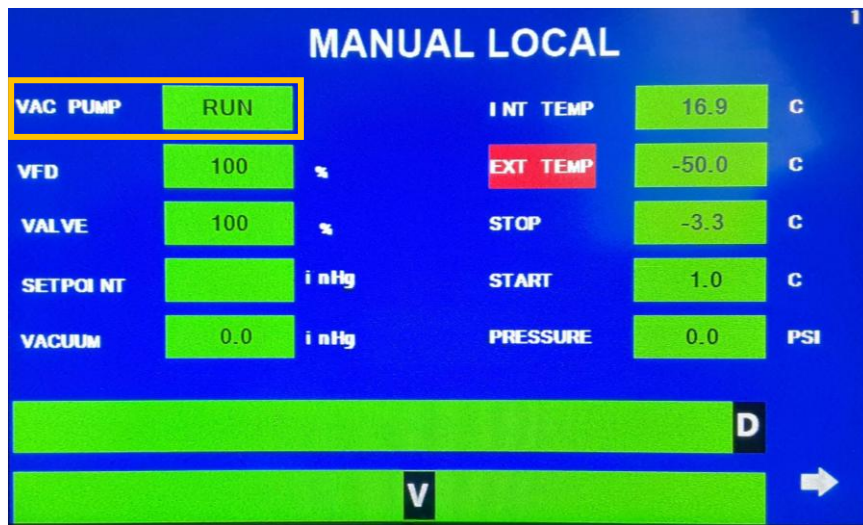 1
MANUAL LOCAL
VAC PUMP RUN
INT TEMP 16.9 C
VFD 100 %
EXT TEMP -50.0 C
VALVE 100 %
STOP -3.3 C
SETPOINT inHg
START 1.0 C
VACUUM 0.0 inHg
PRESSURE 0.0 PSI
D
V